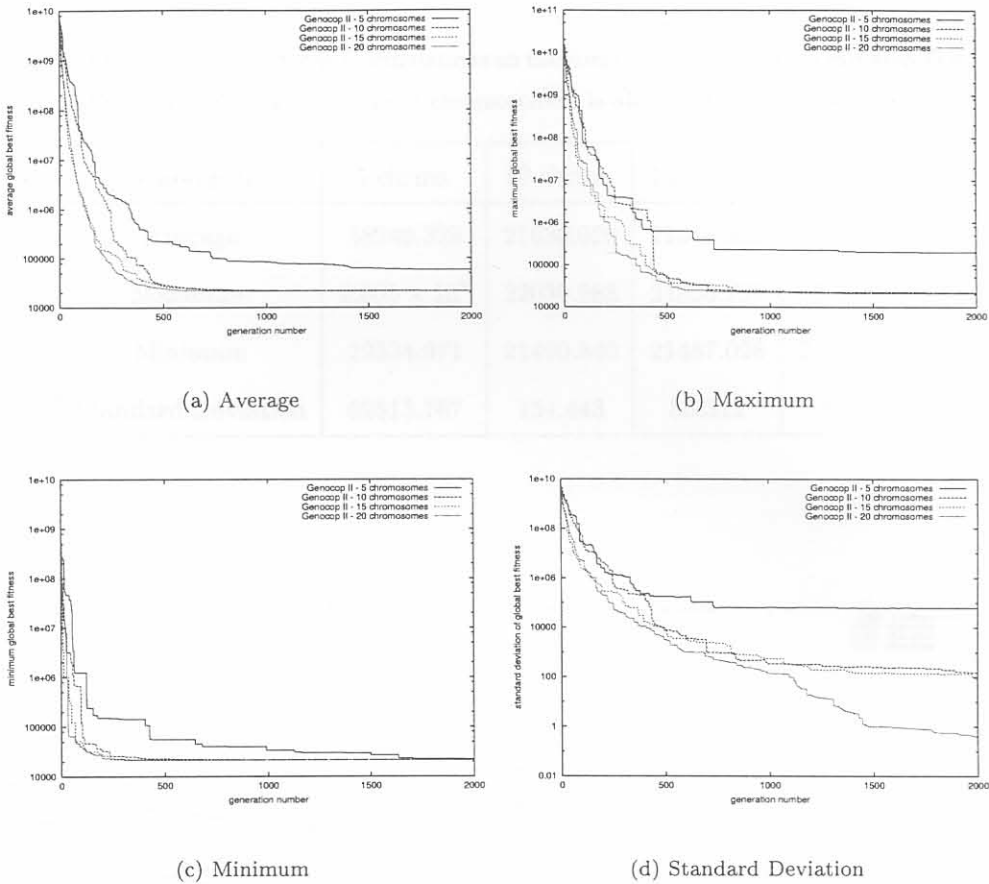 Genocop II - 5 chromosomes
Genocop II - 10 chromosomes
Genocop II - 15 chromosomes
Genocop II - 20 chromosomes
1e+10
1e+09
1e+08
1e+07
1e+06
100000
10000
0
500
1000
1500
2000
average global best fitness
generation number
(a) Average
Genocop II - 5 chromosomes
Genocop II - 10 chromosomes
Genocop II - 15 chromosomes
Genocop II - 20 chromosomes
1e+11
1e+10
1e+09
1e+08
1e+07
1e+06
100000
10000
0
500
1000
1500
2000
maximum global best fitness
generation number
(b) Maximum
Genocop II - 5 chromosomes
Genocop II - 10 chromosomes
Genocop II - 15 chromosomes
Genocop II - 20 chromosomes
1e+10
1e+09
1e+08
1e+07
1e+06
100000
10000
0
500
1000
1500
2000
minimum global best fitness
generation number
(c) Minimum
Genocop II - 5 chromosomes
Genocop II - 10 chromosomes
Genocop II - 15 chromosomes
Genocop II - 20 chromosomes
1e+10
1e+08
1e+06
10000
100
1
0.01
0
500
1000
1500
2000
standard deviation of global best fitness
generation number
(d) Standard Deviation